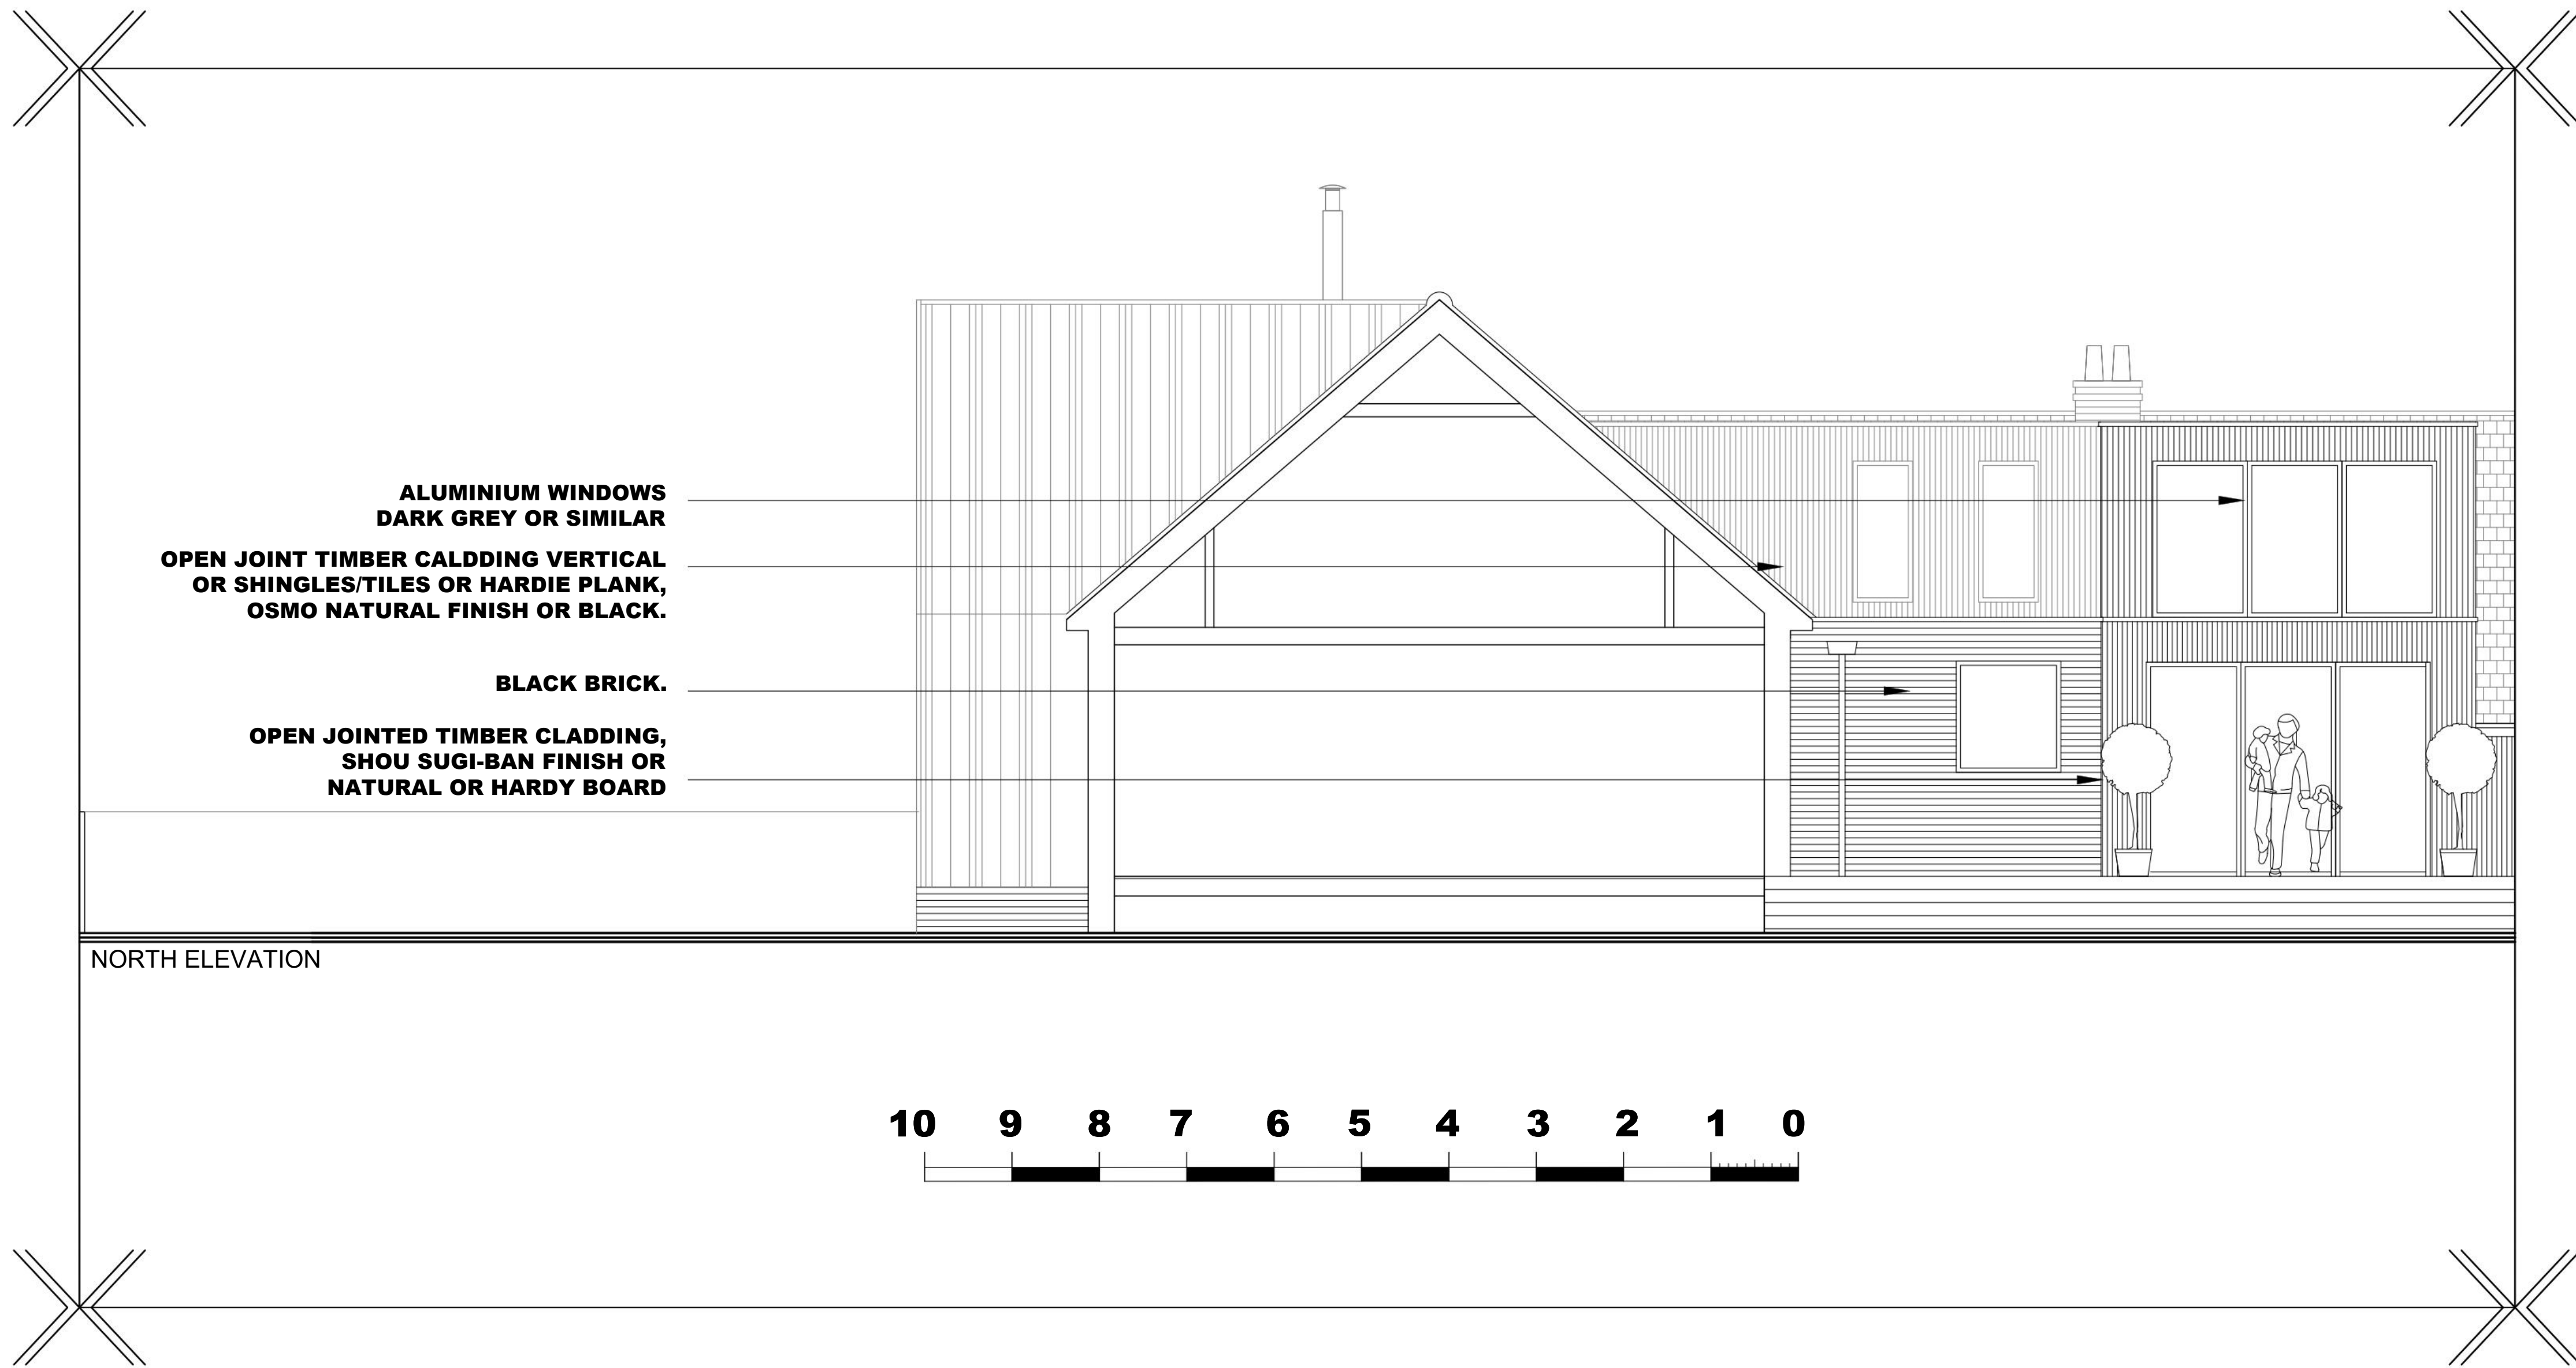 ALUMINIUM WINDOWS
DARK GREY OR SIMILAR
OPEN JOINT TIMBER CALDDING VERTICAL
OR SHINGLES/TILES OR HARDIE PLANK,
OSMO NATURAL FINISH OR BLACK.
BLACK BRICK.
OPEN JOINTED TIMBER CLADDING,
SHOU SUGI-BAN FINISH OR
NATURAL OR HARDY BOARD
NORTH ELEVATION
10 9 8 7 6 5 4 3 2 1 0